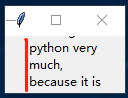 python very
much,
because it is